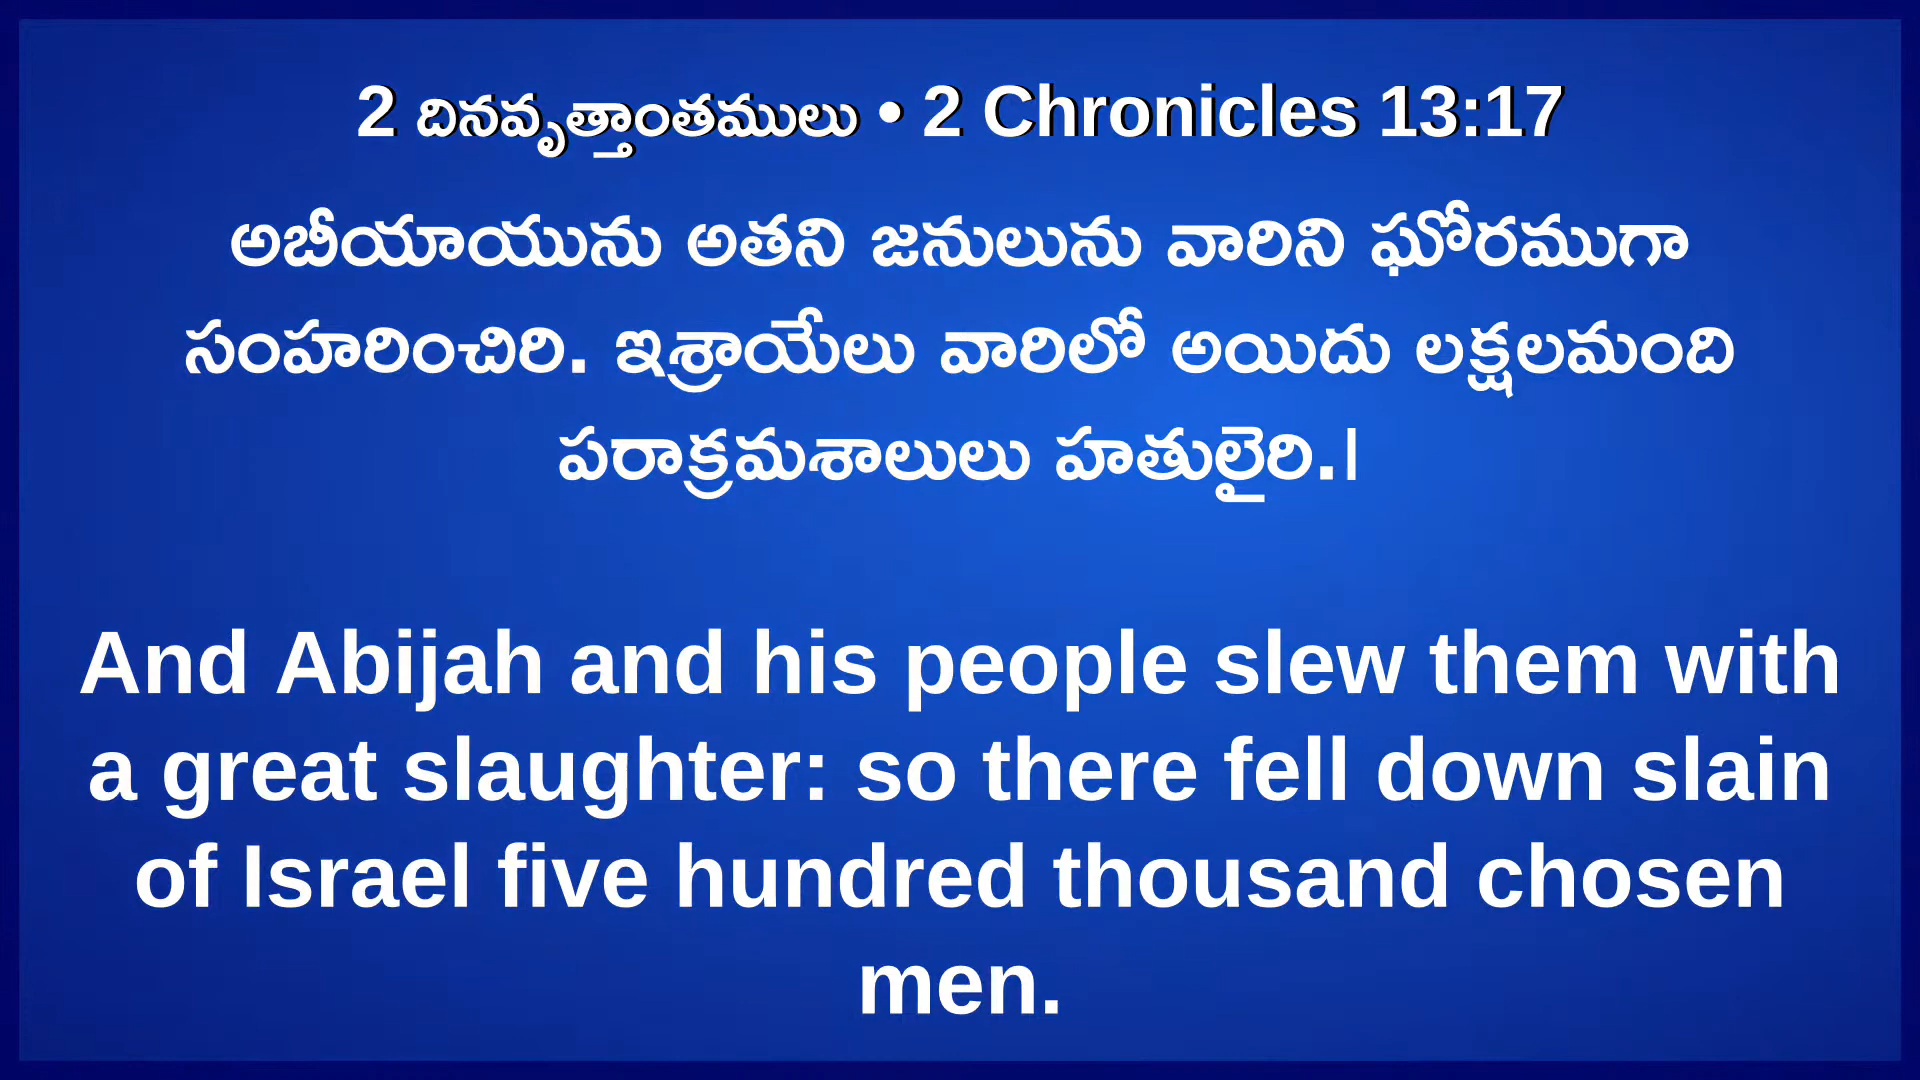 2 దినవృత్తాంతములు • 2 Chronicles 13:17
అబీయాయును అతని జనులును వారిని ఘోరముగా
సంహరించిరి. ఇశ్రాయేలు వారిలో అయిదు లక్షలమంది
పరాక్రమశాలులు హతులైరి.।
And Abijah and his people slew them with
a great slaughter: so there fell down slain
of Israel five hundred thousand chosen
men.